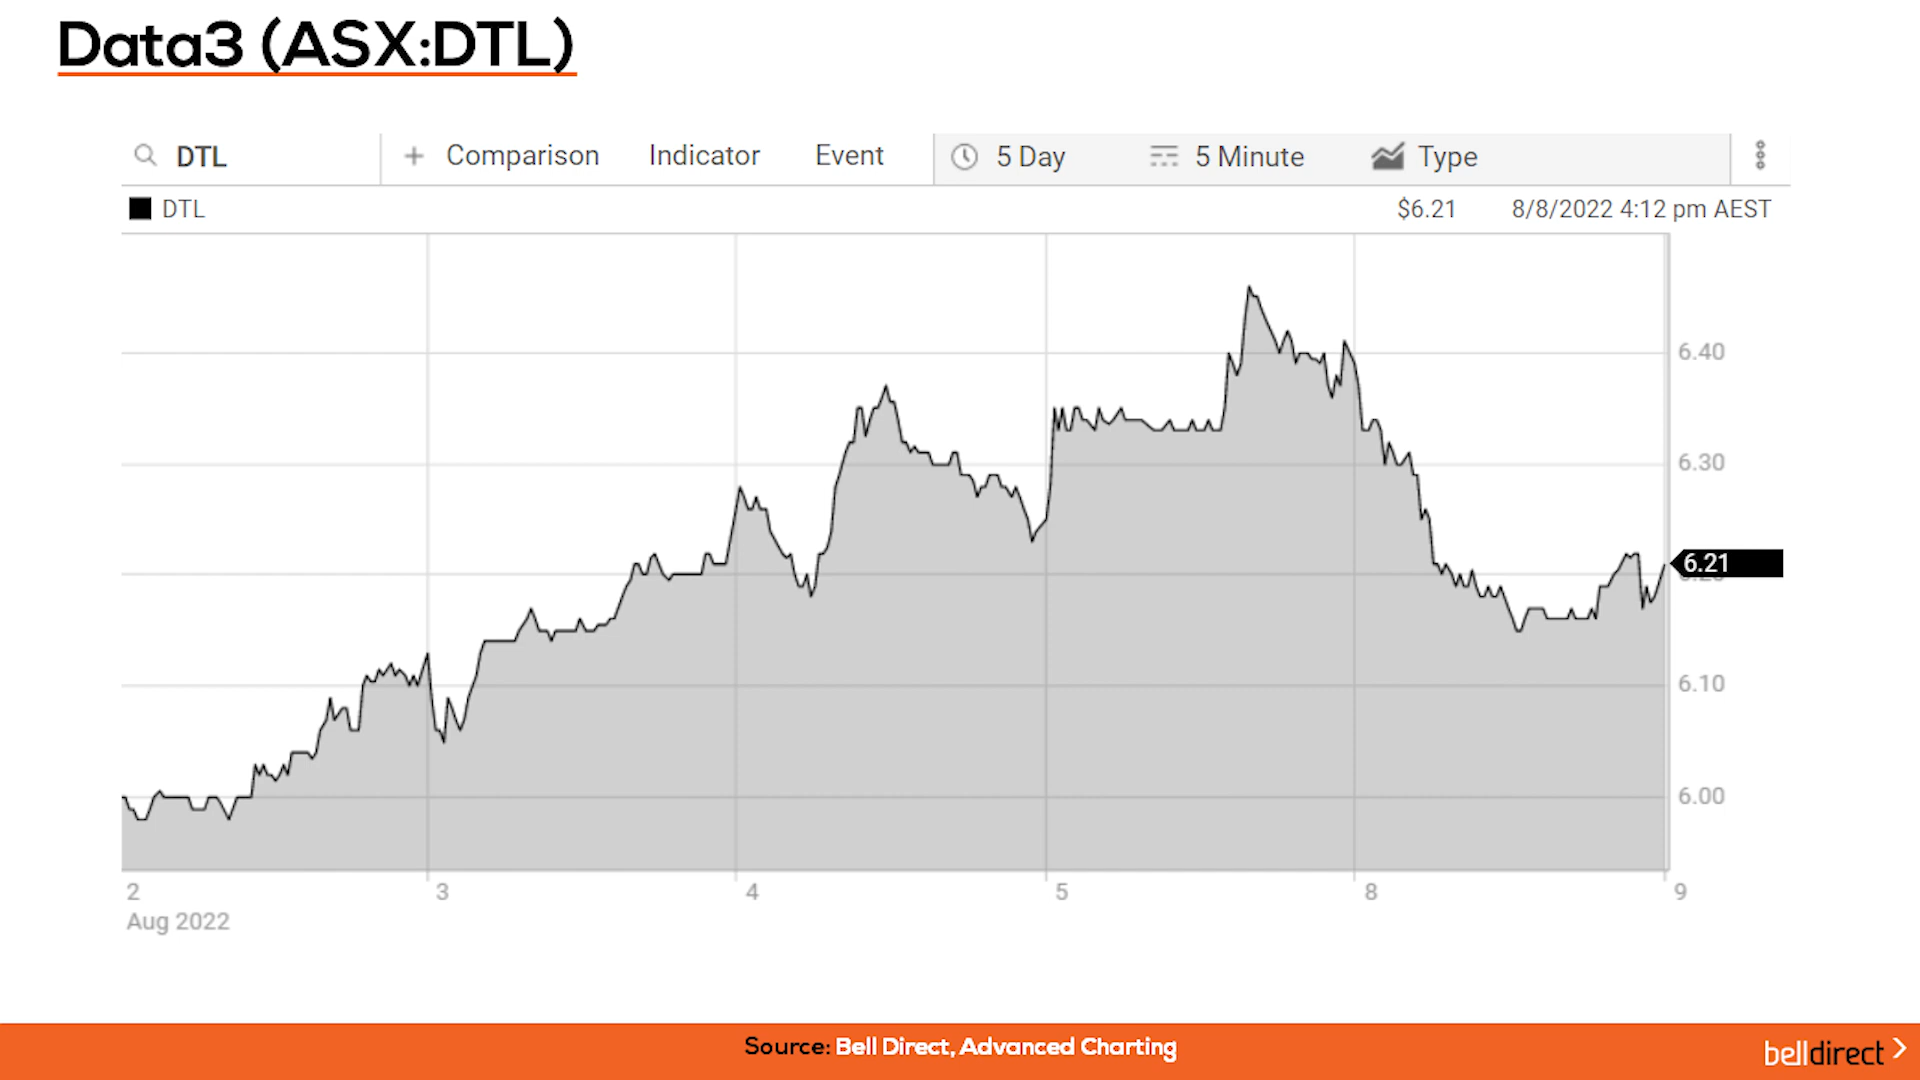 Data3 (ASX:DTL)
DTL + Comparison Indicator Event 5 Day 5 Minute Type
DTL $6.21 8/8/2022 4:12 pm AEST
6.40
6.30
6.21
6.20
6.10
6.00
2 3 4 5 8 9
Aug 2022
Source: Bell Direct, Advanced Charting
belldirect >